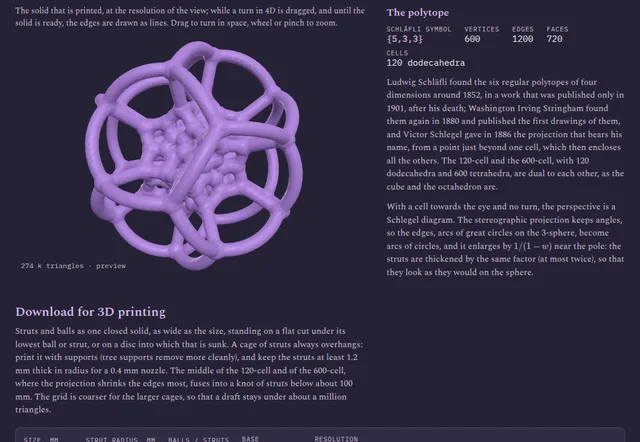 The solid that is printed, at the resolution of the view; while a turn in 4D is dragged, and until the
solid is ready, the edges are drawn as lines. Drag to turn in space, wheel or pinch to zoom.
274 k triangles · preview
Download for 3D printing
Struts and balls as one closed solid, as wide as the size, standing on a flat cut under its
lowest ball or strut, or on a disc into which that is sunk. A cage of struts always overhangs:
print it with supports (tree supports remove more cleanly), and keep the struts at least 1.2
mm thick in radius for a 0.4 mm nozzle. The middle of the 120-cell and of the 600-cell,
where the projection shrinks the edges most, fuses into a knot of struts below about 100
mm. The grid is coarser for the larger cages, so that a draft stays under about a million
triangles.
The polytope
SCHLÄFLI SYMBOL VERTICES EDGES FACES
{5,3,3} 600 1200 720
CELLS
120 dodecahedra
Ludwig Schläfli found the six regular polytopes of four
dimensions around 1852, in a work that was published only in
1901, after his death; Washington Irving Stringham found
them again in 1880 and published the first drawings of them,
and Victor Schlegel gave in 1886 the projection that bears his
name, from a point just beyond one cell, which then encloses
all the others. The 120-cell and the 600-cell, with 120
dodecahedra and 600 tetrahedra, are dual to each other, as the
cube and the octahedron are.
With a cell towards the eye and no turn, the perspective is a
Schlegel diagram. The stereographic projection keeps angles,
so the edges, arcs of great circles on the 3-sphere, become
arcs of circles, and it enlarges by 1/(1 − w) near the pole: the
struts are thickened by the same factor (at most twice), so that
they look as they would on the sphere.
SIZE, MM STRUT RADIUS, MM BALLS / STRUTS BASE RESOLUTION